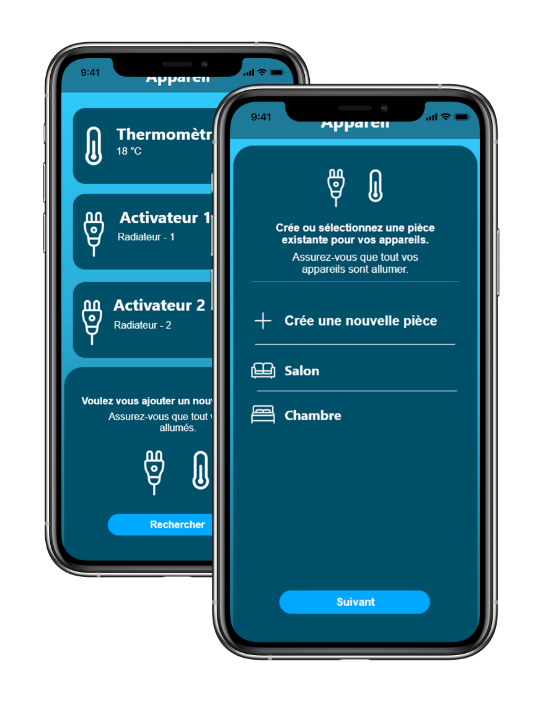 9:41
Appareil
Thermomètr
18 °C
Activateur 1
Radiateur - 1
Activateur 2
Radiateur - 2
Voulez vous ajouter un nou
Assurez-vous que tout
allumés.
Rechercher
9:41
Appareil
Crée ou sélectionnez une pièce
existante pour vos appareils.
Assurez-vous que tout vos
appareils sont allumer.
Crée une nouvelle pièce
Salon
Chambre
Suivant